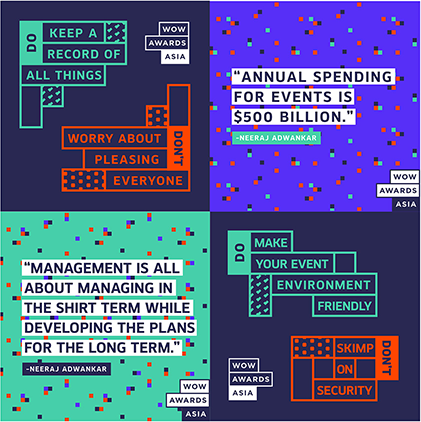 DO
KEEP A
RECORD OF
ALL THINGS
WOW
AWARDS
ASIA
WORRY ABOUT
PLEASING
EVERYONE
DON'T
“ANNUAL SPENDING
FOR EVENTS IS
$500 BILLION.”
-NEERAJ ADWANKAR
WOW
AWARDS
ASIA
“MANAGEMENT IS ALL
ABOUT MANAGING IN
THE SHIRT TERM WHILE
DEVELOPING THE PLANS
FOR THE LONG TERM.”
-NEERAJ ADWANKAR
WOW
AWARDS
ASIA
DO
MAKE
YOUR EVENT
ENVIRONMENT
FRIENDLY
SKIMP
ON
SECURITY
DON'T
WOW
AWARDS
ASIA